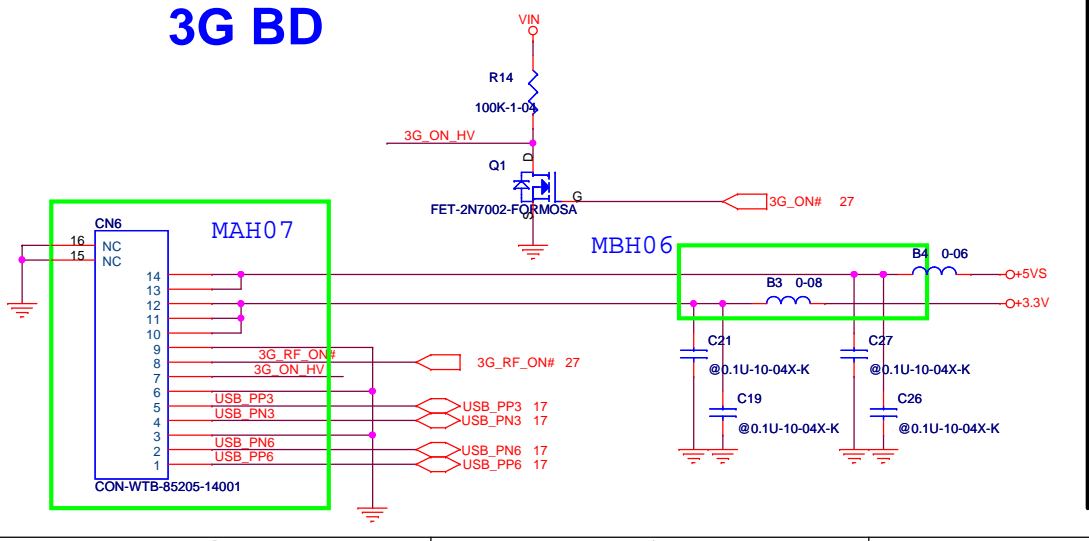 3G BD
VIN
R14
100K-1-04
3G_ON_HV
D
Q1
G
3G_ON# 27
FET-2N7002-FORMOSA
S
CN6
MAH07
MBH06
16 NC
15 NC
B4 0-06
14
+5VS
13
B3 0-08
12
+3.3V
11
10
9
3G_RF_ON#
8
3G_RF_ON# 27
3G_ON_HV
7
6
USB_PP3
5
USB_PP3 17
USB_PN3
4
USB_PN3 17
3
USB_PN6
2
USB_PN6 17
USB_PP6
1
USB_PP6 17
CON-WTB-85205-14001
C21
@0.1U-10-04X-K
C27
@0.1U-10-04X-K
C19
@0.1U-10-04X-K
C26
@0.1U-10-04X-K